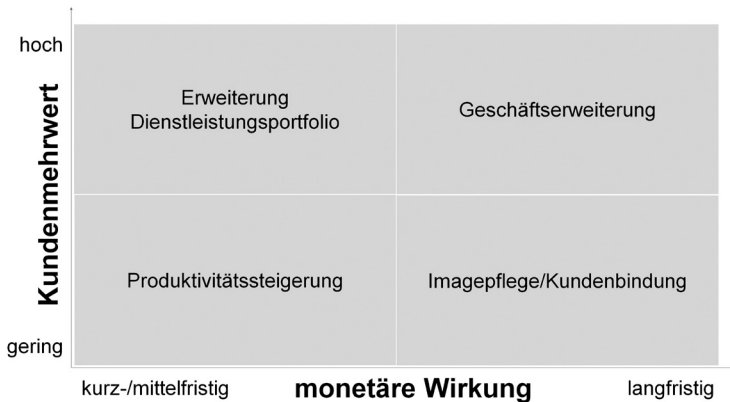 hoch
Erweiterung
Dienstleistungsportfolio
Geschäftserweiterung
Kundenmehrwert
Produktivitätssteigerung
Imagepflege/Kundenbindung
gering
kurz-/mittelfristig
monetäre Wirkung
langfristig